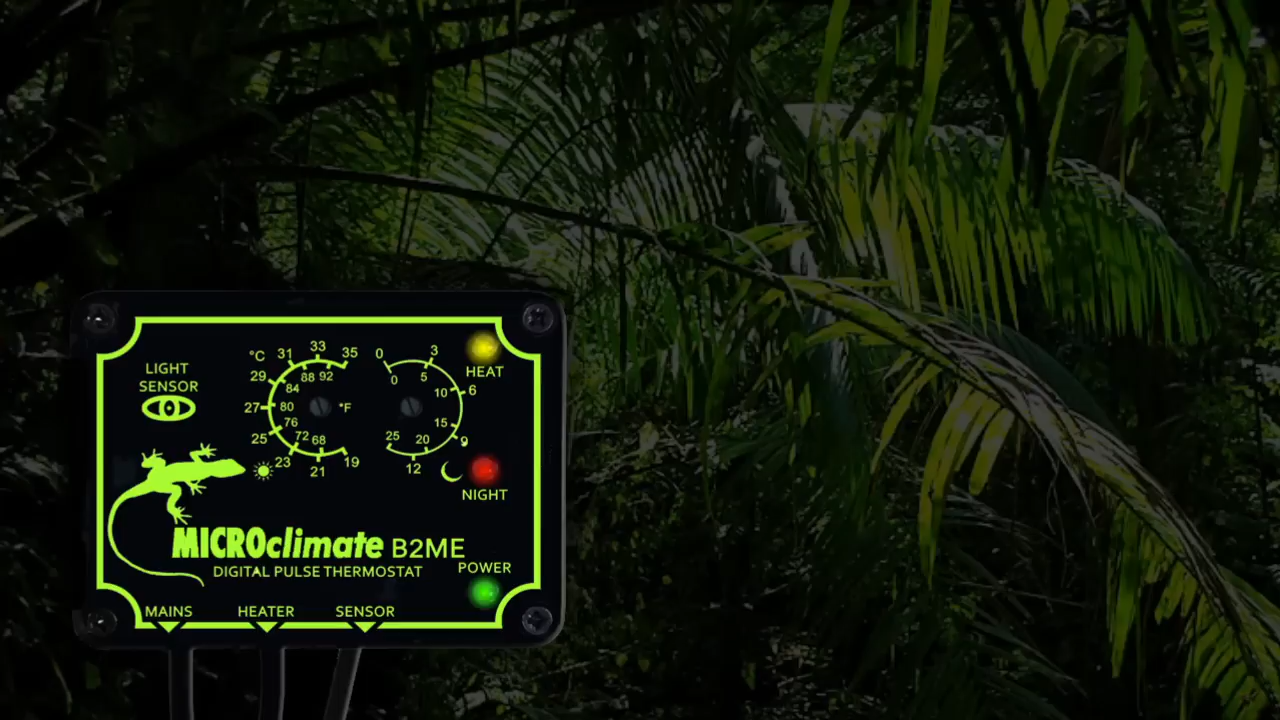 LIGHT
SENSOR
°C
19
21
23
25
27
29
31
33
35
°F
68
72
76
80
84
88
92
0
3
6
9
12
0
5
10
15
20
25
HEAT
NIGHT
MICROclimate B2ME
DIGITAL PULSE THERMOSTAT
POWER
MAINS
HEATER
SENSOR